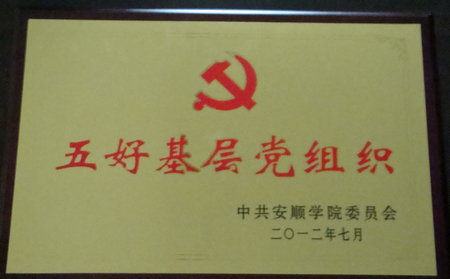 五好基层党组织
中共安顺学院委员会
二〇一二年七月